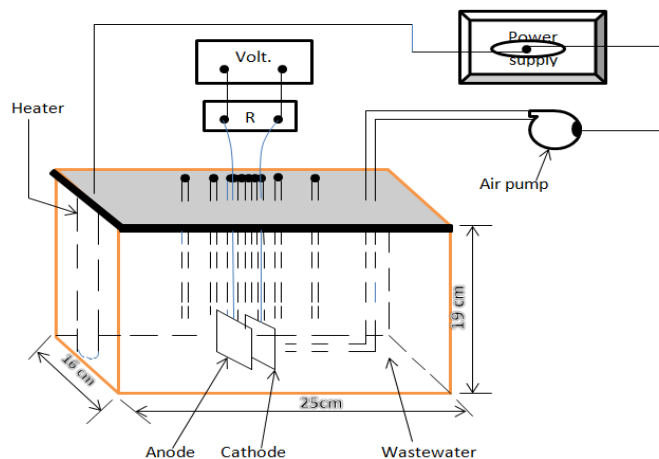 Power
supply
Volt.
R
Heater
Air pump
19 cm
16 cm
25cm
Anode
Cathode
Wastewater